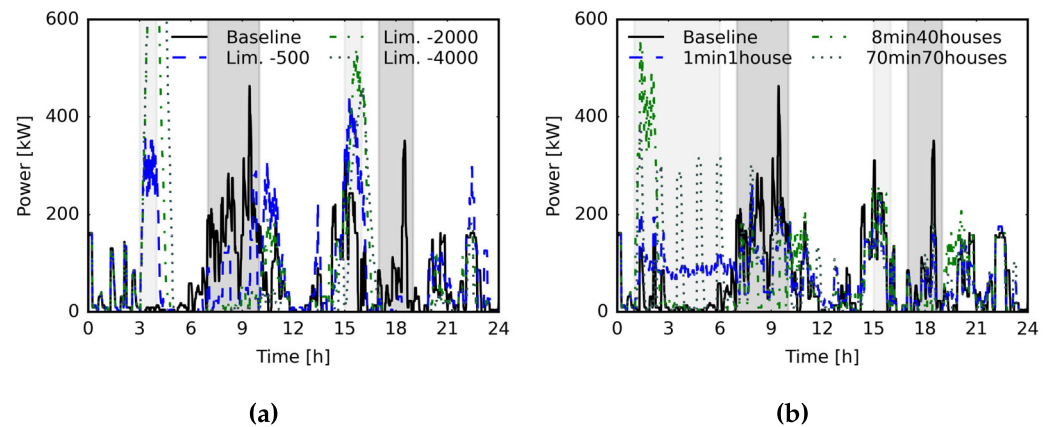 600
400
200
0
Power [kW]
Baseline
Lim. -500
Lim. -2000
Lim. -4000
0 3 6 9 12 15 18 21 24
Time [h]
(a)
600
400
200
0
Power [kW]
Baseline
1min1house
8min40houses
70min70houses
0 3 6 9 12 15 18 21 24
Time [h]
(b)